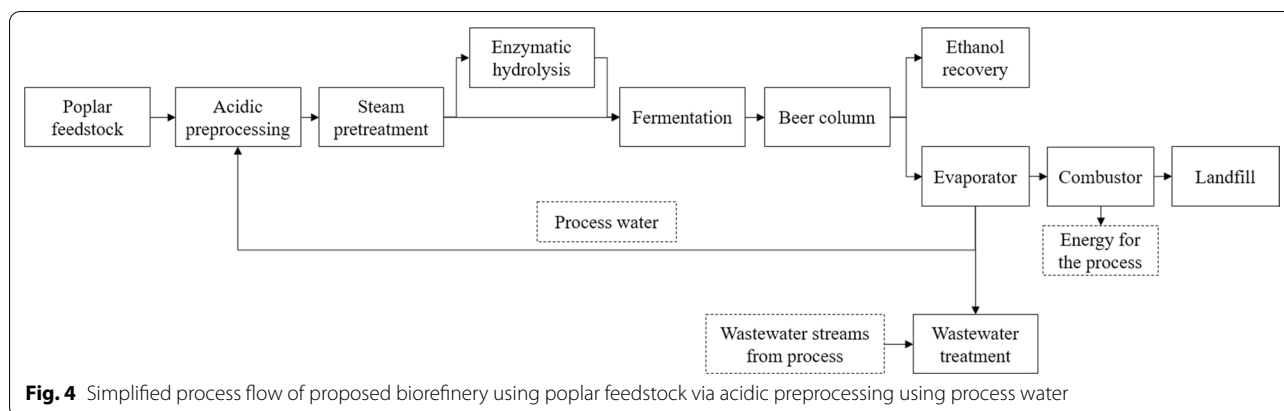 Enzymatic
hydrolysis
Ethanol
recovery
Poplar
feedstock
Acidic
preprocessing
Steam
pretreatment
Fermentation
Beer column
Evaporator
Combustor
Landfill
Process water
Energy for
the process
Wastewater streams
from process
Wastewater
treatment
Fig. 4 Simplified process flow of proposed biorefinery using poplar feedstock via acidic preprocessing using process water